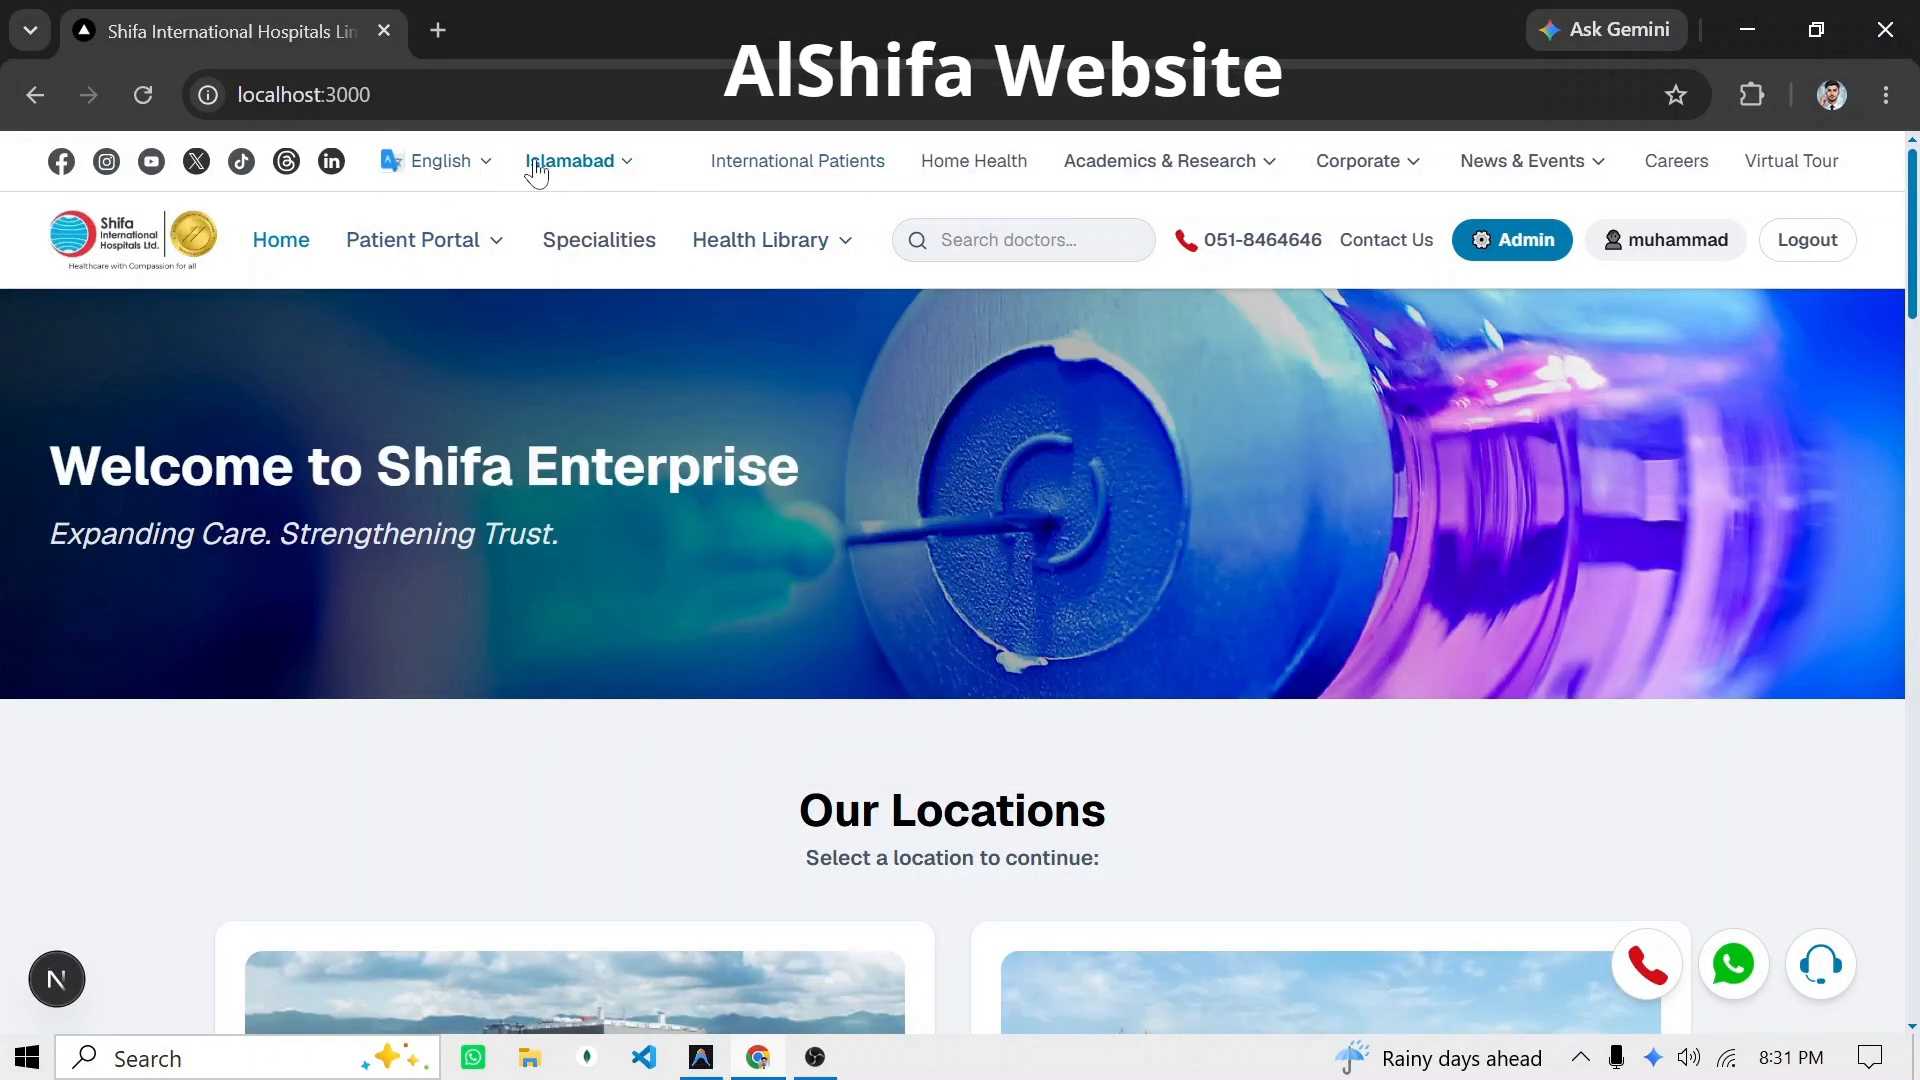 Shifa International Hospitals Lin
Ask Gemini
AlShifa Website
localhost:3000
English
Islamabad
International Patients
Home Health
Academics & Research
Corporate
News & Events
Careers
Virtual Tour
Shifa
International
Hospitals Ltd.
Healthcare with Compassion for all
Home
Patient Portal
Specialities
Health Library
Search doctors...
051-8464646
Contact Us
Admin
muhammad
Logout
Welcome to Shifa Enterprise
Expanding Care. Strengthening Trust.
Our Locations
Select a location to continue:
N
Search
Rainy days ahead
8:31 PM